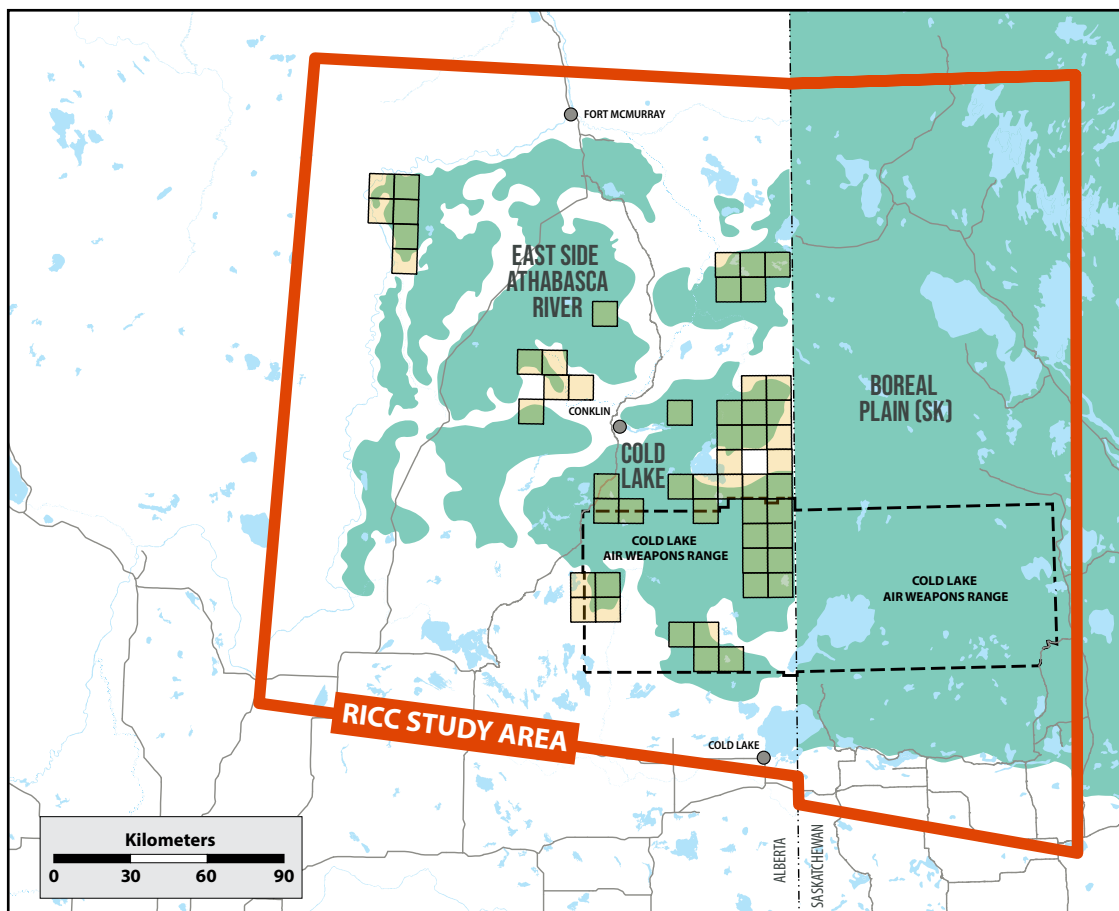 FORT MCMURRAY
EAST SIDE
ATHABASCA
RIVER
BOREAL
PLAIN (SK)
CONKLIN
COLD
LAKE
COLD LAKE
AIR WEAPONS RANGE
COLD LAKE
AIR WEAPONS RANGE
RICC STUDY AREA
COLD LAKE
Kilometers
0 30 60 90
ALBERTA
SASKATCHEWAN